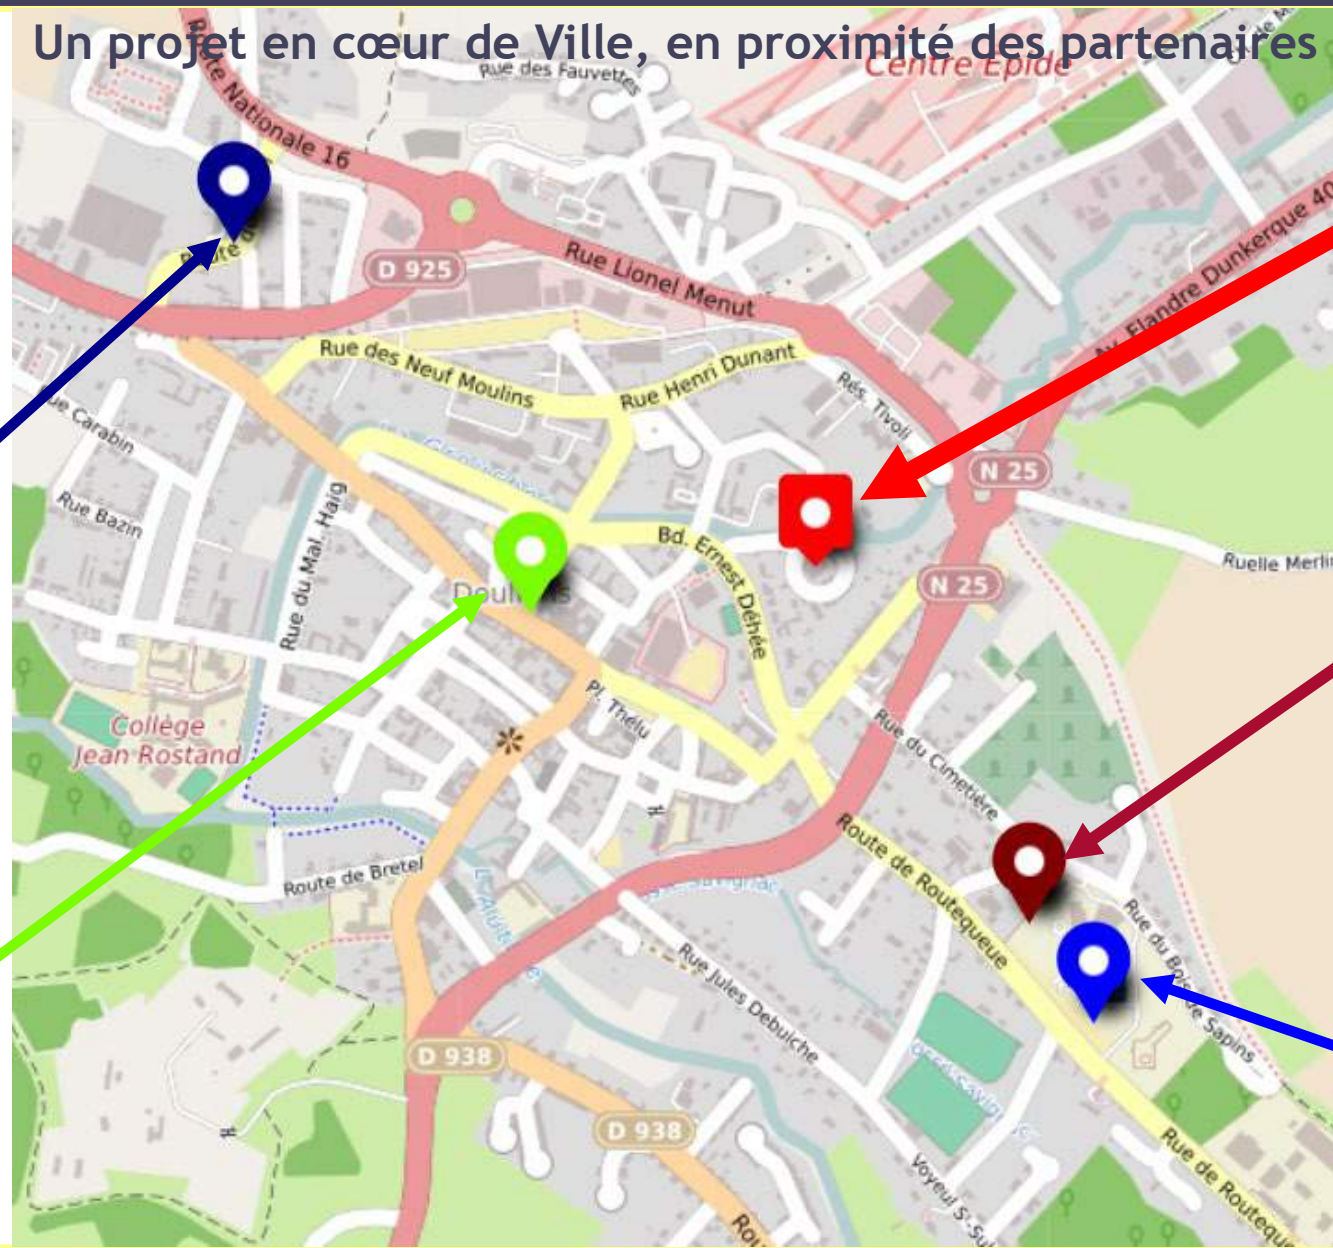 Un projet en cœur de Ville, en proximité des partenaires
Rue des Fauvettes
Centre Epide
Nationale 16
D 925
Rue Lionel Menut
Av. Flandre Dunkerque 40
Rue des Neuf Moulins
Rue Henri Dunant
Rés. Tivoli
Rue Carabin
N 25
Rue Bazin
Rue du Mal. Haig
Bd. Ernest Déhée
Ruelle Merlin
N 25
Pl. Thélu
Collège
Jean Rostand
Rue du Cimetière
Route de Routequeue
Route de Bretel
Rue du Bois de Sapins
Rue Jules Debuiche
D 938
D 938
Voyeul St-Su
Rue de Routequeue